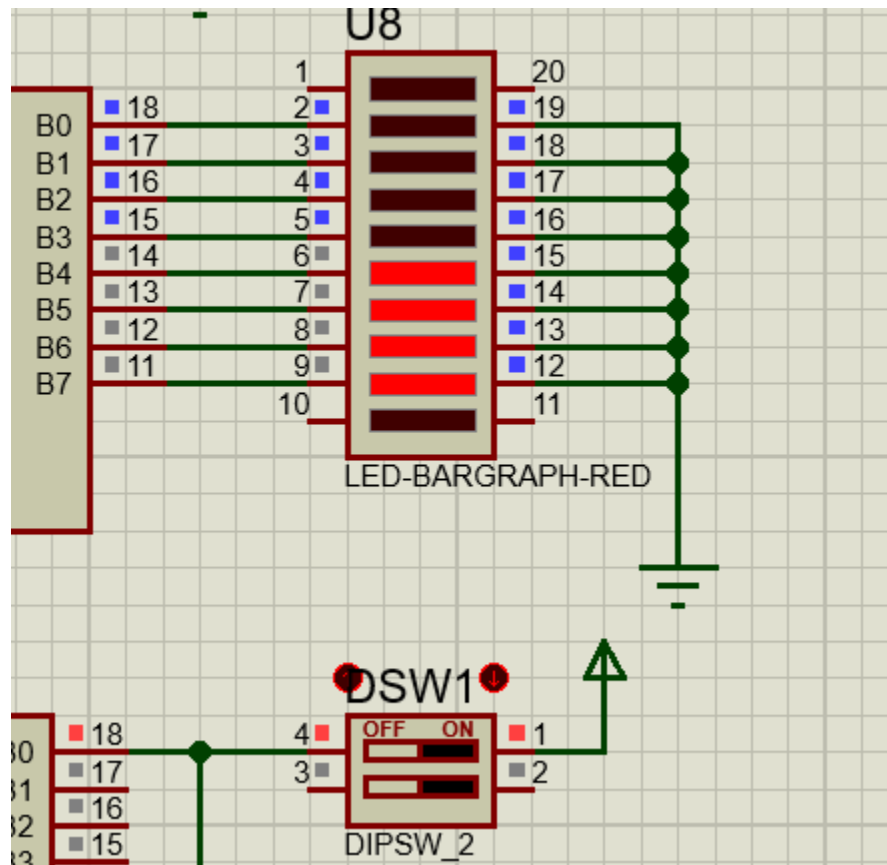 U8
1 20
18 2 19
B0
17 3 18
B1
16 4 17
B2
15 5 16
B3
14 6 15
B4
13 7 14
B5
12 8 13
B6
11 9 12
B7
10 11
LED-BARGRAPH-RED
DSW1
OFF ON
18 4 1
17 3 2
16
15
DIPSW_2